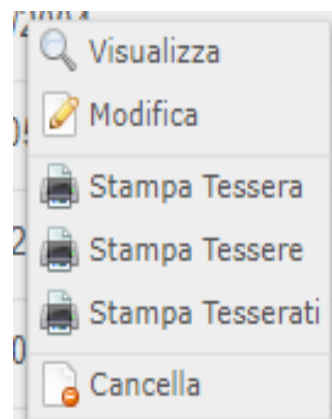 Visualizza
Modifica
Stampa Tessera
Stampa Tessere
Stampa Tesserati
Cancella